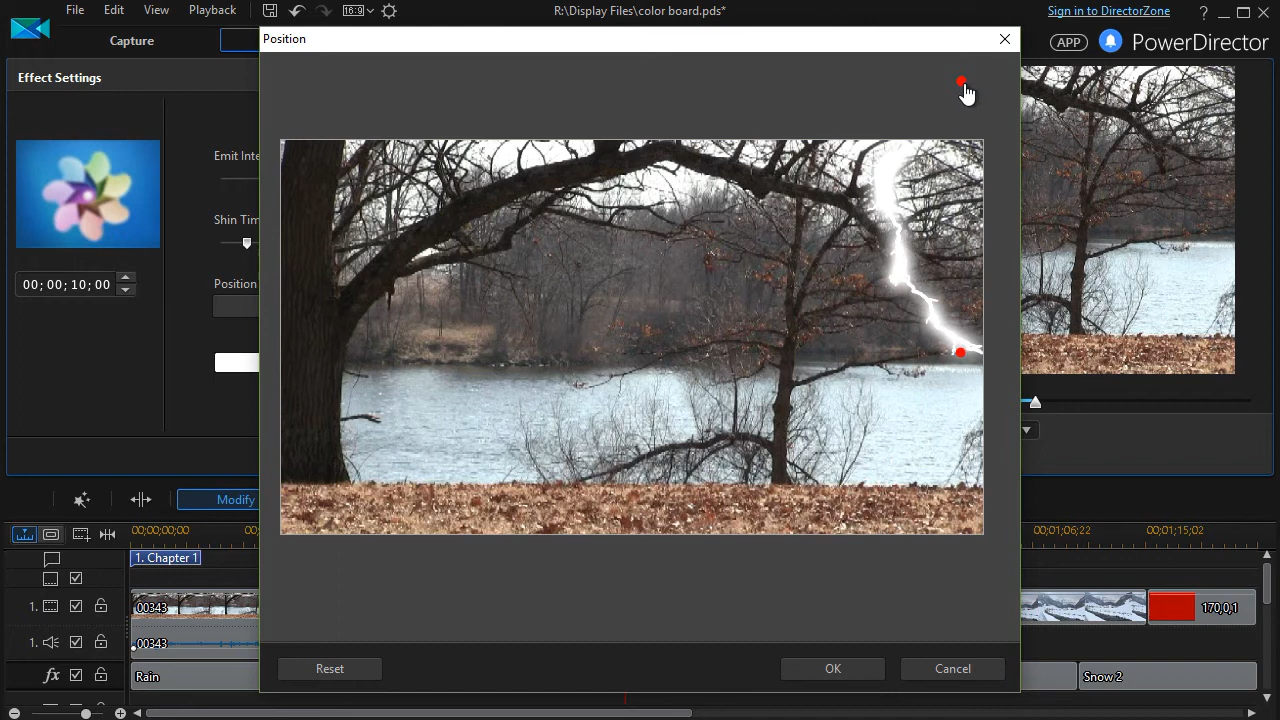 File Edit View Playback
R:\Display Files\color board.pds*
Sign in to DirectorZone
?
16:9
Capture
APP
PowerDirector
Position
Effect Settings
Emit Inte
Shin Tim
00; 00; 10; 00
Position
Modify
Reset
OK
Cancel
00;00;00;00
00;
00;01;06;22
00;01;15;02
1. Chapter 1
1.
00343
170,0,1
1.
00343
fx
Rain
Snow 2